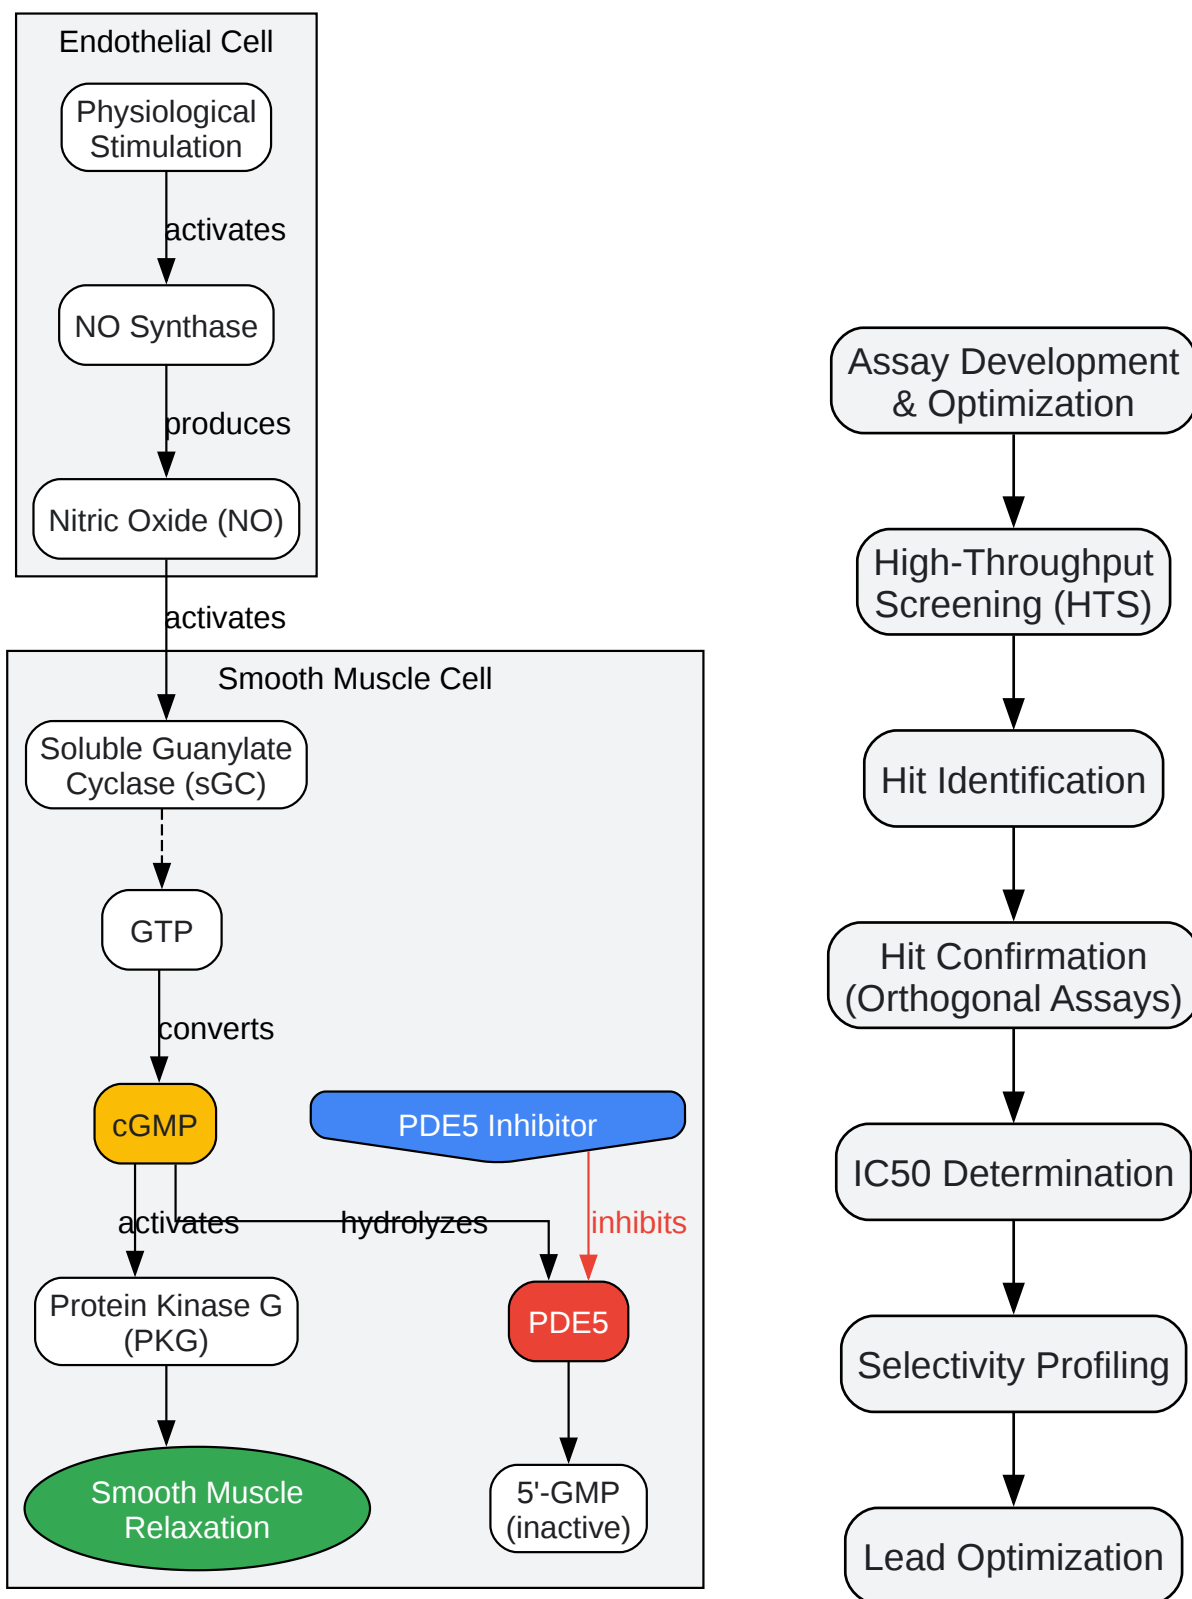 Endothelial Cell
Physiological
Stimulation
activates
NO Synthase
produces
Nitric Oxide (NO)
activates
Smooth Muscle Cell
Soluble Guanylate
Cyclase (sGC)
GTP
converts
cGMP
PDE5 Inhibitor
activates
hydrolyzes
inhibits
Protein Kinase G
(PKG)
PDE5
Smooth Muscle
Relaxation
5'-GMP
(inactive)
Assay Development
& Optimization
High-Throughput
Screening (HTS)
Hit Identification
Hit Confirmation
(Orthogonal Assays)
IC50 Determination
Selectivity Profiling
Lead Optimization